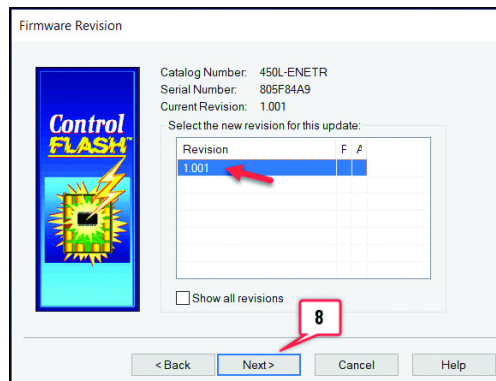 Firmware Revision
Catalog Number: 450L-ENETR
Serial Number: 805F84A9
Current Revision: 1.001
Select the new revision for this update:
Control
FLASH™
Revision F A
1.001
Show all revisions
8
< Back Next > Cancel Help